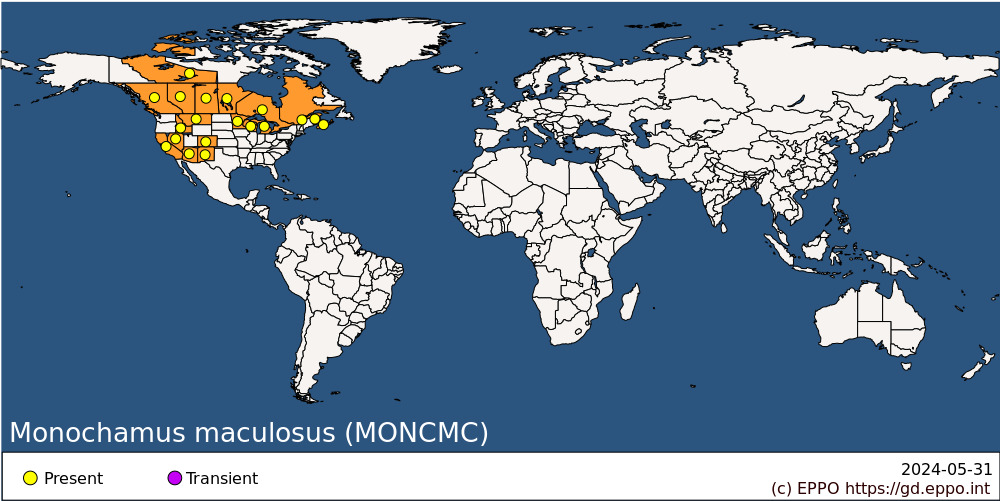 Monochamus maculosus (MONCMC)
Present
Transient
2024-05-31
(c) EPPO https://gd.eppo.int